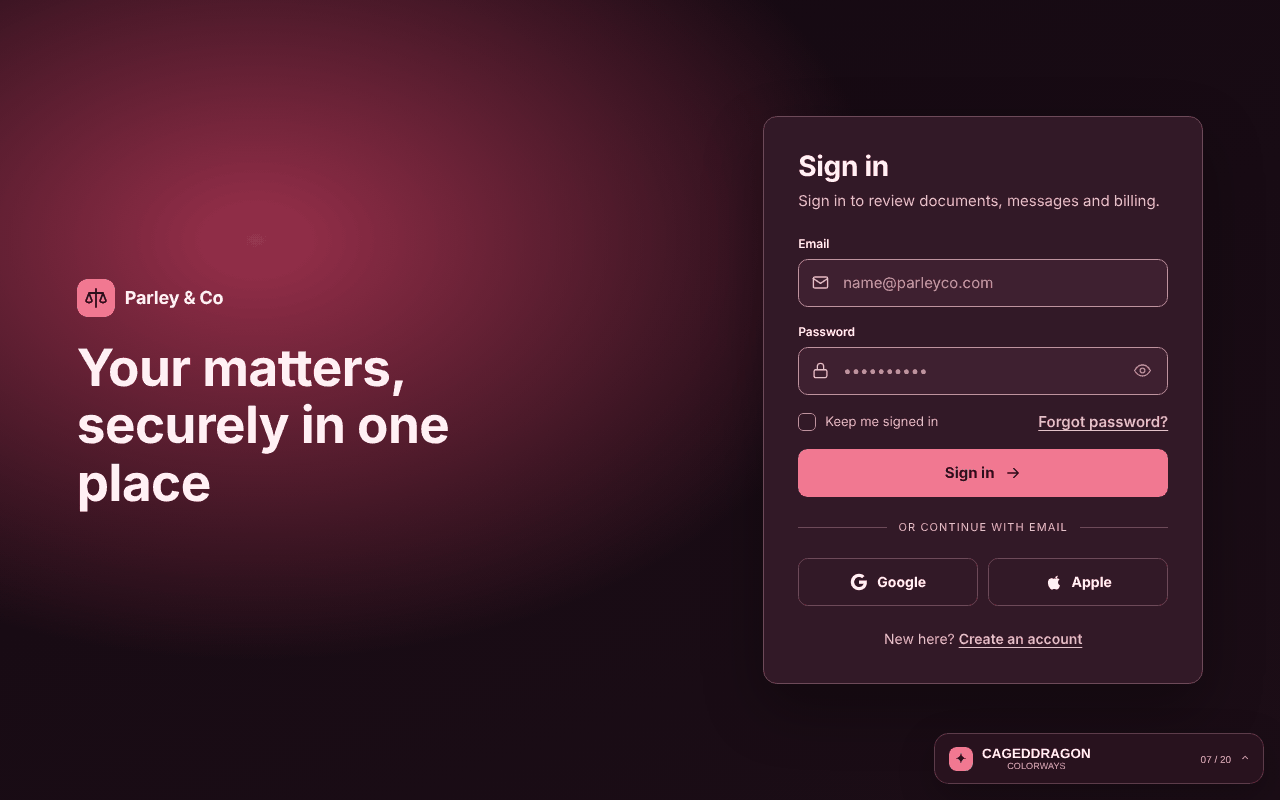 Parley & Co
Your matters,
securely in one
place
Sign in
Sign in to review documents, messages and billing.
Email
name@parleyco.com
Password
••••••••••
Keep me signed in
Forgot password?
Sign in →
OR CONTINUE WITH EMAIL
Google
Apple
New here? Create an account
CAGEDDRAGON
COLORWAYS
07 / 20